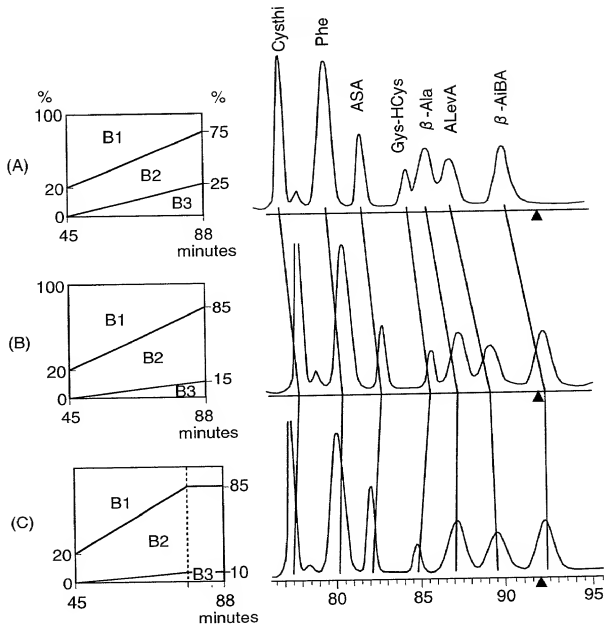 Cysthi
Phe
ASA
Gys-HCys
β-Ala
ALevA
β-AiBA
(A)
%
%
100
B1
75
B2
20
25
B3
0
45
88
minutes
(B)
100
B1
85
B2
20
15
B3
0
45
88
minutes
(C)
B1
85
B2
20
B3
10
0
45
88
minutes
80
85
90
95